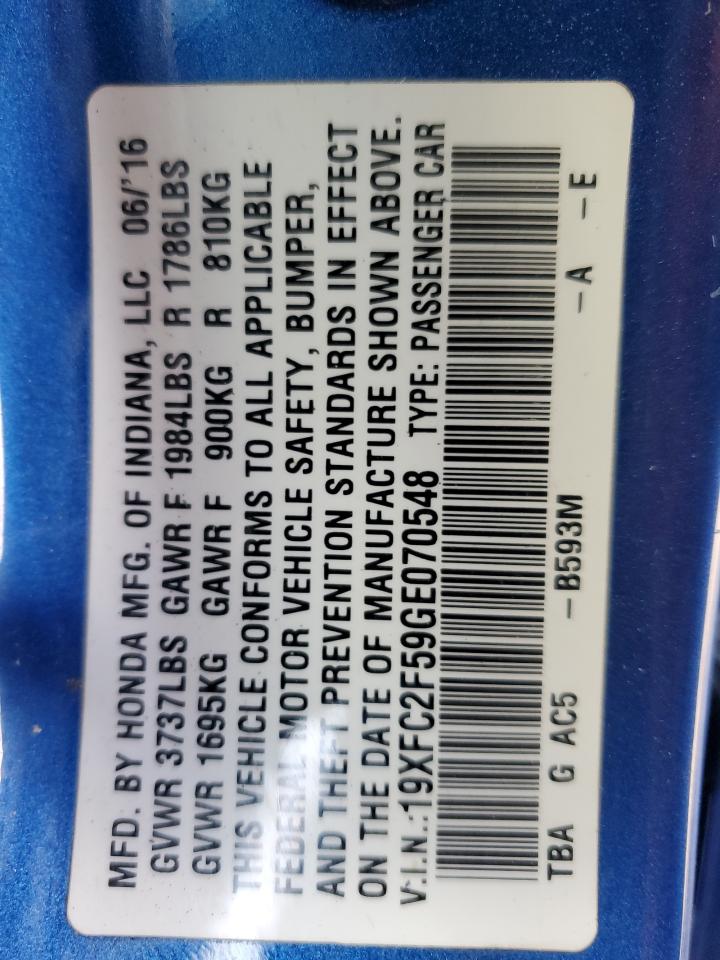 MFD. BY HONDA MFG. OF INDIANA, LLC 06/'16
GVWR 3737LBS GAWR F 1984LBS R 1786LBS
GVWR 1695KG GAWR F 900KG R 810KG
THIS VEHICLE CONFORMS TO ALL APPLICABLE
FEDERAL MOTOR VEHICLE SAFETY, BUMPER,
AND THEFT PREVENTION STANDARDS IN EFFECT
ON THE DATE OF MANUFACTURE SHOWN ABOVE.
V.I.N.:19XFC2F59GE070548 TYPE: PASSENGER CAR
TBA G AC5 –B593M –A –E